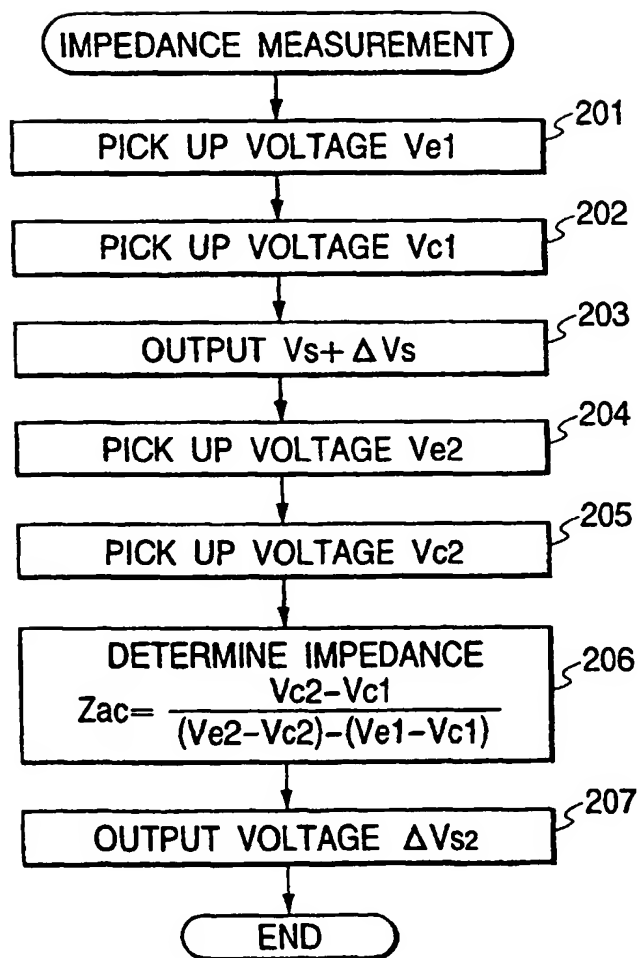 IMPEDANCE MEASUREMENT
201
PICK UP VOLTAGE Ve1
202
PICK UP VOLTAGE Vc1
203
OUTPUT Vs+ΔVs
204
PICK UP VOLTAGE Ve2
205
PICK UP VOLTAGE Vc2
206
DETERMINE IMPEDANCE
Zac= Vc2-Vc1
(Ve2-Vc2)-(Ve1-Vc1)
207
OUTPUT VOLTAGE ΔVs2
END